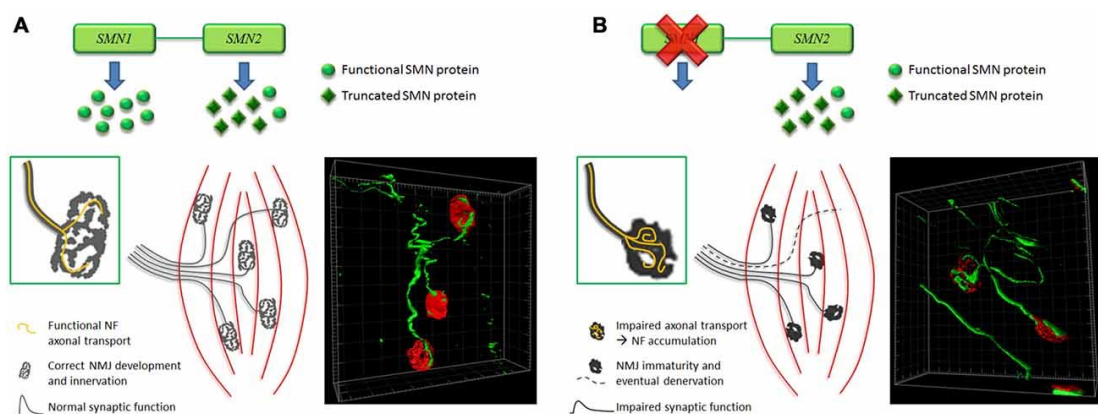 A
SMN1
SMN2
Functional SMN protein
Truncated SMN protein
Functional NF
axonal transport
Correct NMJ development
and innervation
Normal synaptic function
B
SMN2
Functional SMN protein
Truncated SMN protein
Impaired axonal transport
→ NF accumulation
NMJ immaturity and
eventual denervation
Impaired synaptic function